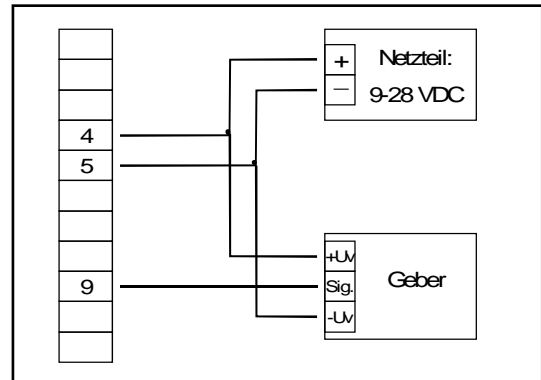 4
5
9
+ Netzteil:
– 9-28 VDC
+Uv
Sig. Geber
-Uv